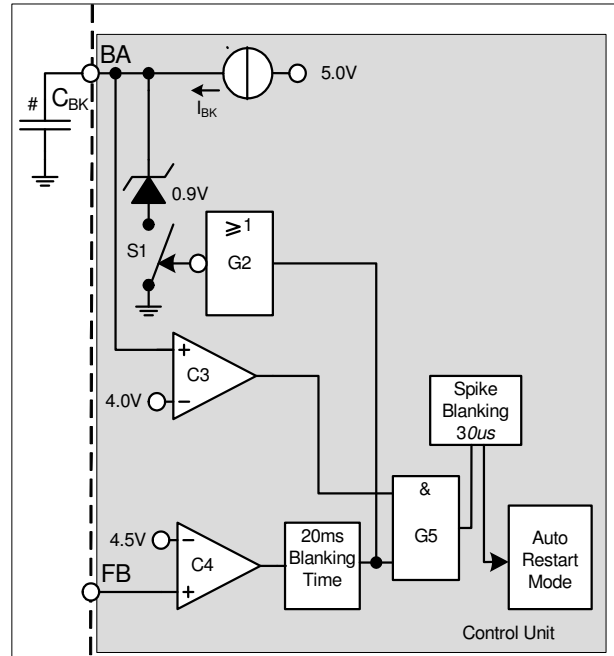 BA
5.0V
# C_BK
I_BK
0.9V
S1
≥1
G2
+
C3
4.0V
−
Spike
Blanking
30us
&
G5
4.5V
−
C4
20ms
Blanking
Time
Auto
Restart
Mode
FB
+
Control Unit